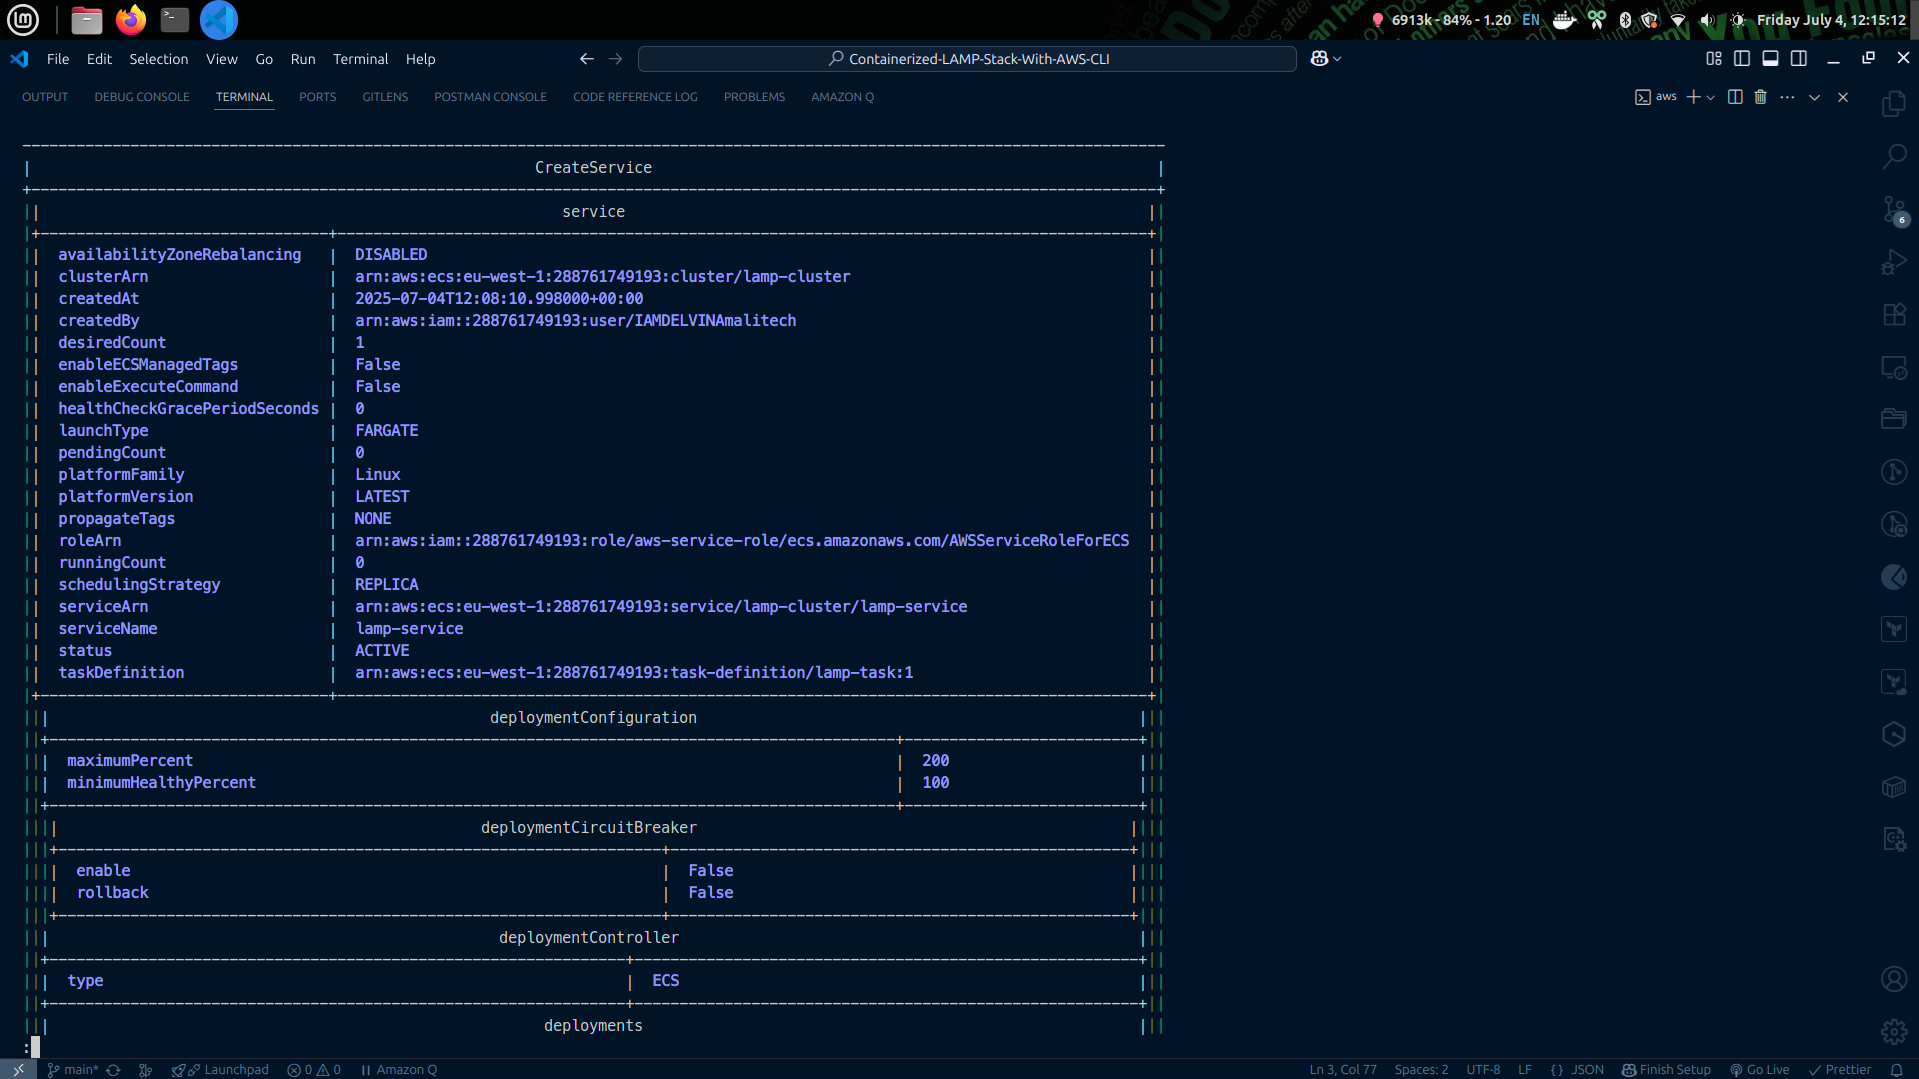 6913k - 84% - 1.20 EN Friday July 4, 12:15:12
File Edit Selection View Go Run Terminal Help Containerized-LAMP-Stack-With-AWS-CLI
OUTPUT DEBUG CONSOLE TERMINAL PORTS GITLENS POSTMAN CONSOLE CODE REFERENCE LOG PROBLEMS AMAZON Q aws
CreateService
service
availabilityZoneRebalancing | DISABLED
clusterArn | arn:aws:ecs:eu-west-1:288761749193:cluster/lamp-cluster
createdAt | 2025-07-04T12:08:10.998000+00:00
createdBy | arn:aws:iam::288761749193:user/IAMDELVINAmalitech
desiredCount | 1
enableECSManagedTags | False
enableExecuteCommand | False
healthCheckGracePeriodSeconds | 0
launchType | FARGATE
pendingCount | 0
platformFamily | Linux
platformVersion | LATEST
propagateTags | NONE
roleArn | arn:aws:iam::288761749193:role/aws-service-role/ecs.amazonaws.com/AWSServiceRoleForECS
runningCount | 0
schedulingStrategy | REPLICA
serviceArn | arn:aws:ecs:eu-west-1:288761749193:service/lamp-cluster/lamp-service
serviceName | lamp-service
status | ACTIVE
taskDefinition | arn:aws:ecs:eu-west-1:288761749193:task-definition/lamp-task:1
deploymentConfiguration
maximumPercent | 200
minimumHealthyPercent | 100
deploymentCircuitBreaker
enable | False
rollback | False
deploymentController
type | ECS
deployments
:
6
main* Launchpad 0 0 Amazon Q Ln 3, Col 77 Spaces: 2 UTF-8 LF {} JSON Finish Setup Go Live Prettier